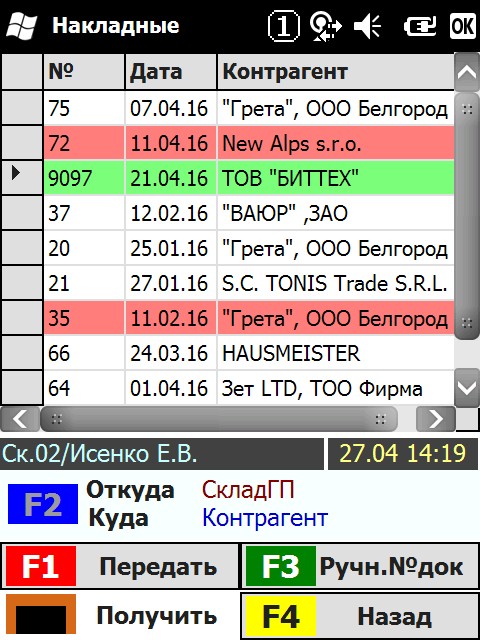 Накладные 1 OK
№ Дата Контрагент
75 07.04.16 "Грета", ООО Белгород
72 11.04.16 New Alps s.r.o.
9097 21.04.16 ТОВ "БИТТЕХ"
37 12.02.16 "ВАЮР" ,ЗАО
20 25.01.16 "Грета", ООО Белгород
21 27.01.16 S.C. TONIS Trade S.R.L.
35 11.02.16 "Грета", ООО Белгород
66 24.03.16 HAUSMEISTER
64 01.04.16 Зет LTD, ТОО Фирма
Ск.02/Исенко Е.В. 27.04 14:19
F2 Откуда СкладГП
Куда Контрагент
F1 Передать F3 Ручн.№док
Получить F4 Назад